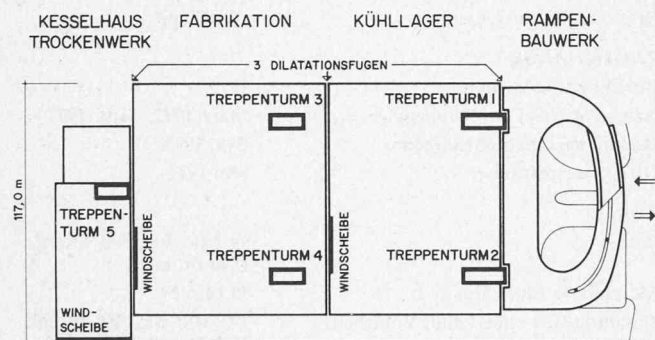 KESSELHAUS
TROCKENWERK
FABRIKATION
KÜHLLAGER
RAMPEN-
BAUWERK
3 DILATATIONSFUGEN
TREPPENTURM 3
TREPPENTURM 1
117,0 m
TREPPEN-
TURM 5
WINDSCHEIBE
WINDSCHEIBE
TREPPENTURM 4
TREPPENTURM 2
WIND-
SCHEIBE